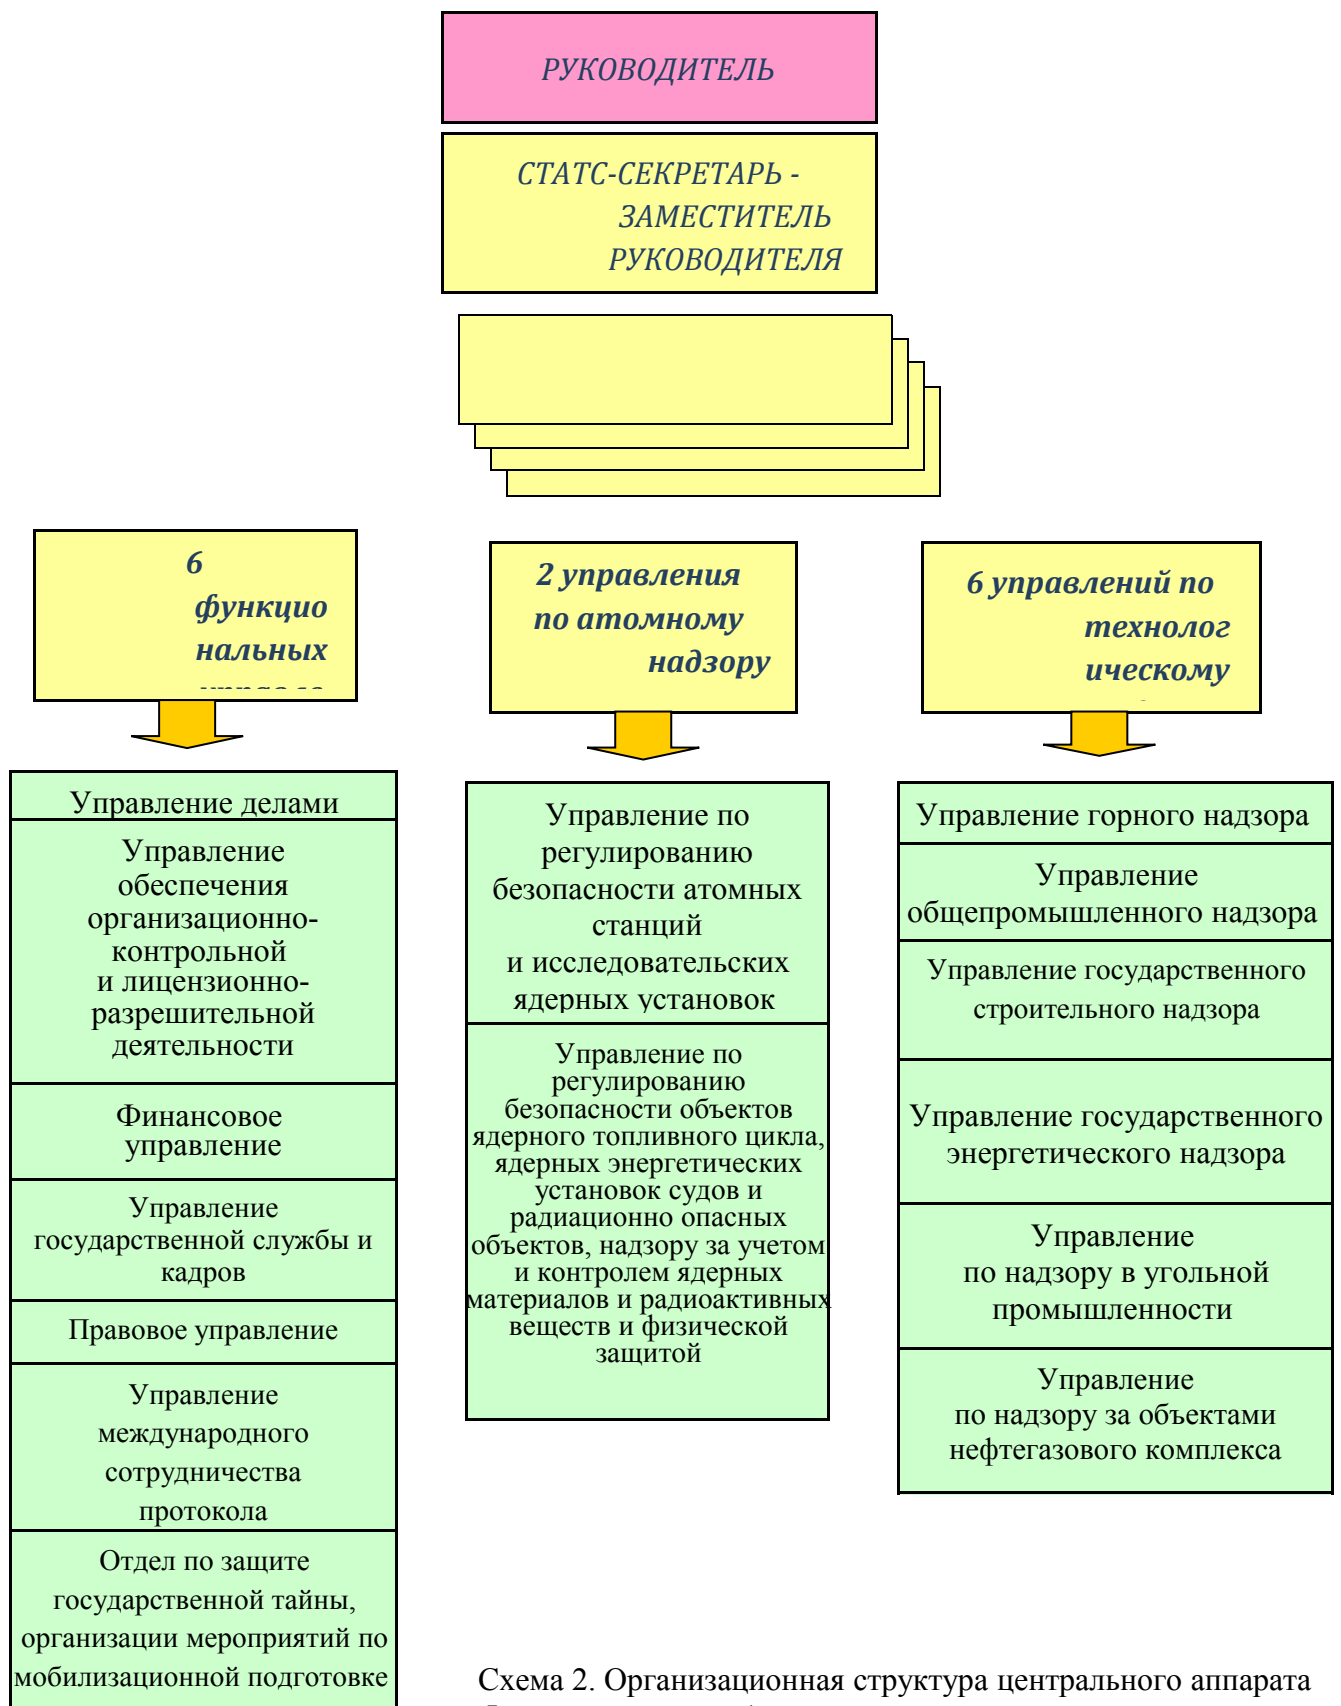 РУКОВОДИТЕЛЬ
СТАТС-СЕКРЕТАРЬ -
ЗАМЕСТИТЕЛЬ
РУКОВОДИТЕЛЯ
6
функцио
нальных
2 управления
по атомному
надзору
6 управлений по
технолог
ическому
Управление делами
Управление
обеспечения
организационно-
контрольной
и лицензионно-
разрешительной
деятельности
Финансовое
управление
Управление
государственной службы и
кадров
Правовое управление
Управление
международного
сотрудничества
протокола
Отдел по защите
государственной тайны,
организации мероприятий по
мобилизационной подготовке
Управление по
регулированию
безопасности атомных
станций
и исследовательских
ядерных установок
Управление по
регулированию
безопасности объектов
ядерного топливного цикла,
ядерных энергетических
установок судов и
радиационно опасных
объектов, надзору за учетом
и контролем ядерных
материалов и радиоактивных
веществ и физической
защитой
Управление горного надзора
Управление
общепромышленного надзора
Управление государственного
строительного надзора
Управление государственного
энергетического надзора
Управление
по надзору в угольной
промышленности
Управление
по надзору за объектами
нефтегазового комплекса
Схема 2. Организационная структура центрального аппарата